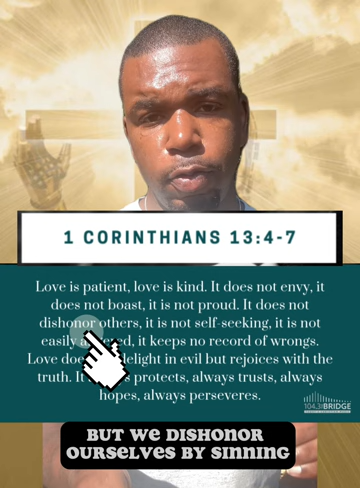 1 CORINTHIANS 13:4-7
Love is patient, love is kind. It does not envy, it
does not boast, it is not proud. It does not
dishonor others, it is not self-seeking, it is not
easily, it keeps no record of wrongs.
Love delight in evil but rejoices with the
truth. It protects, always trusts, always
hopes, always perseveres.
104.3 BRIDGE
BUT WE DISHONOR
OURSELVES BY SINNING